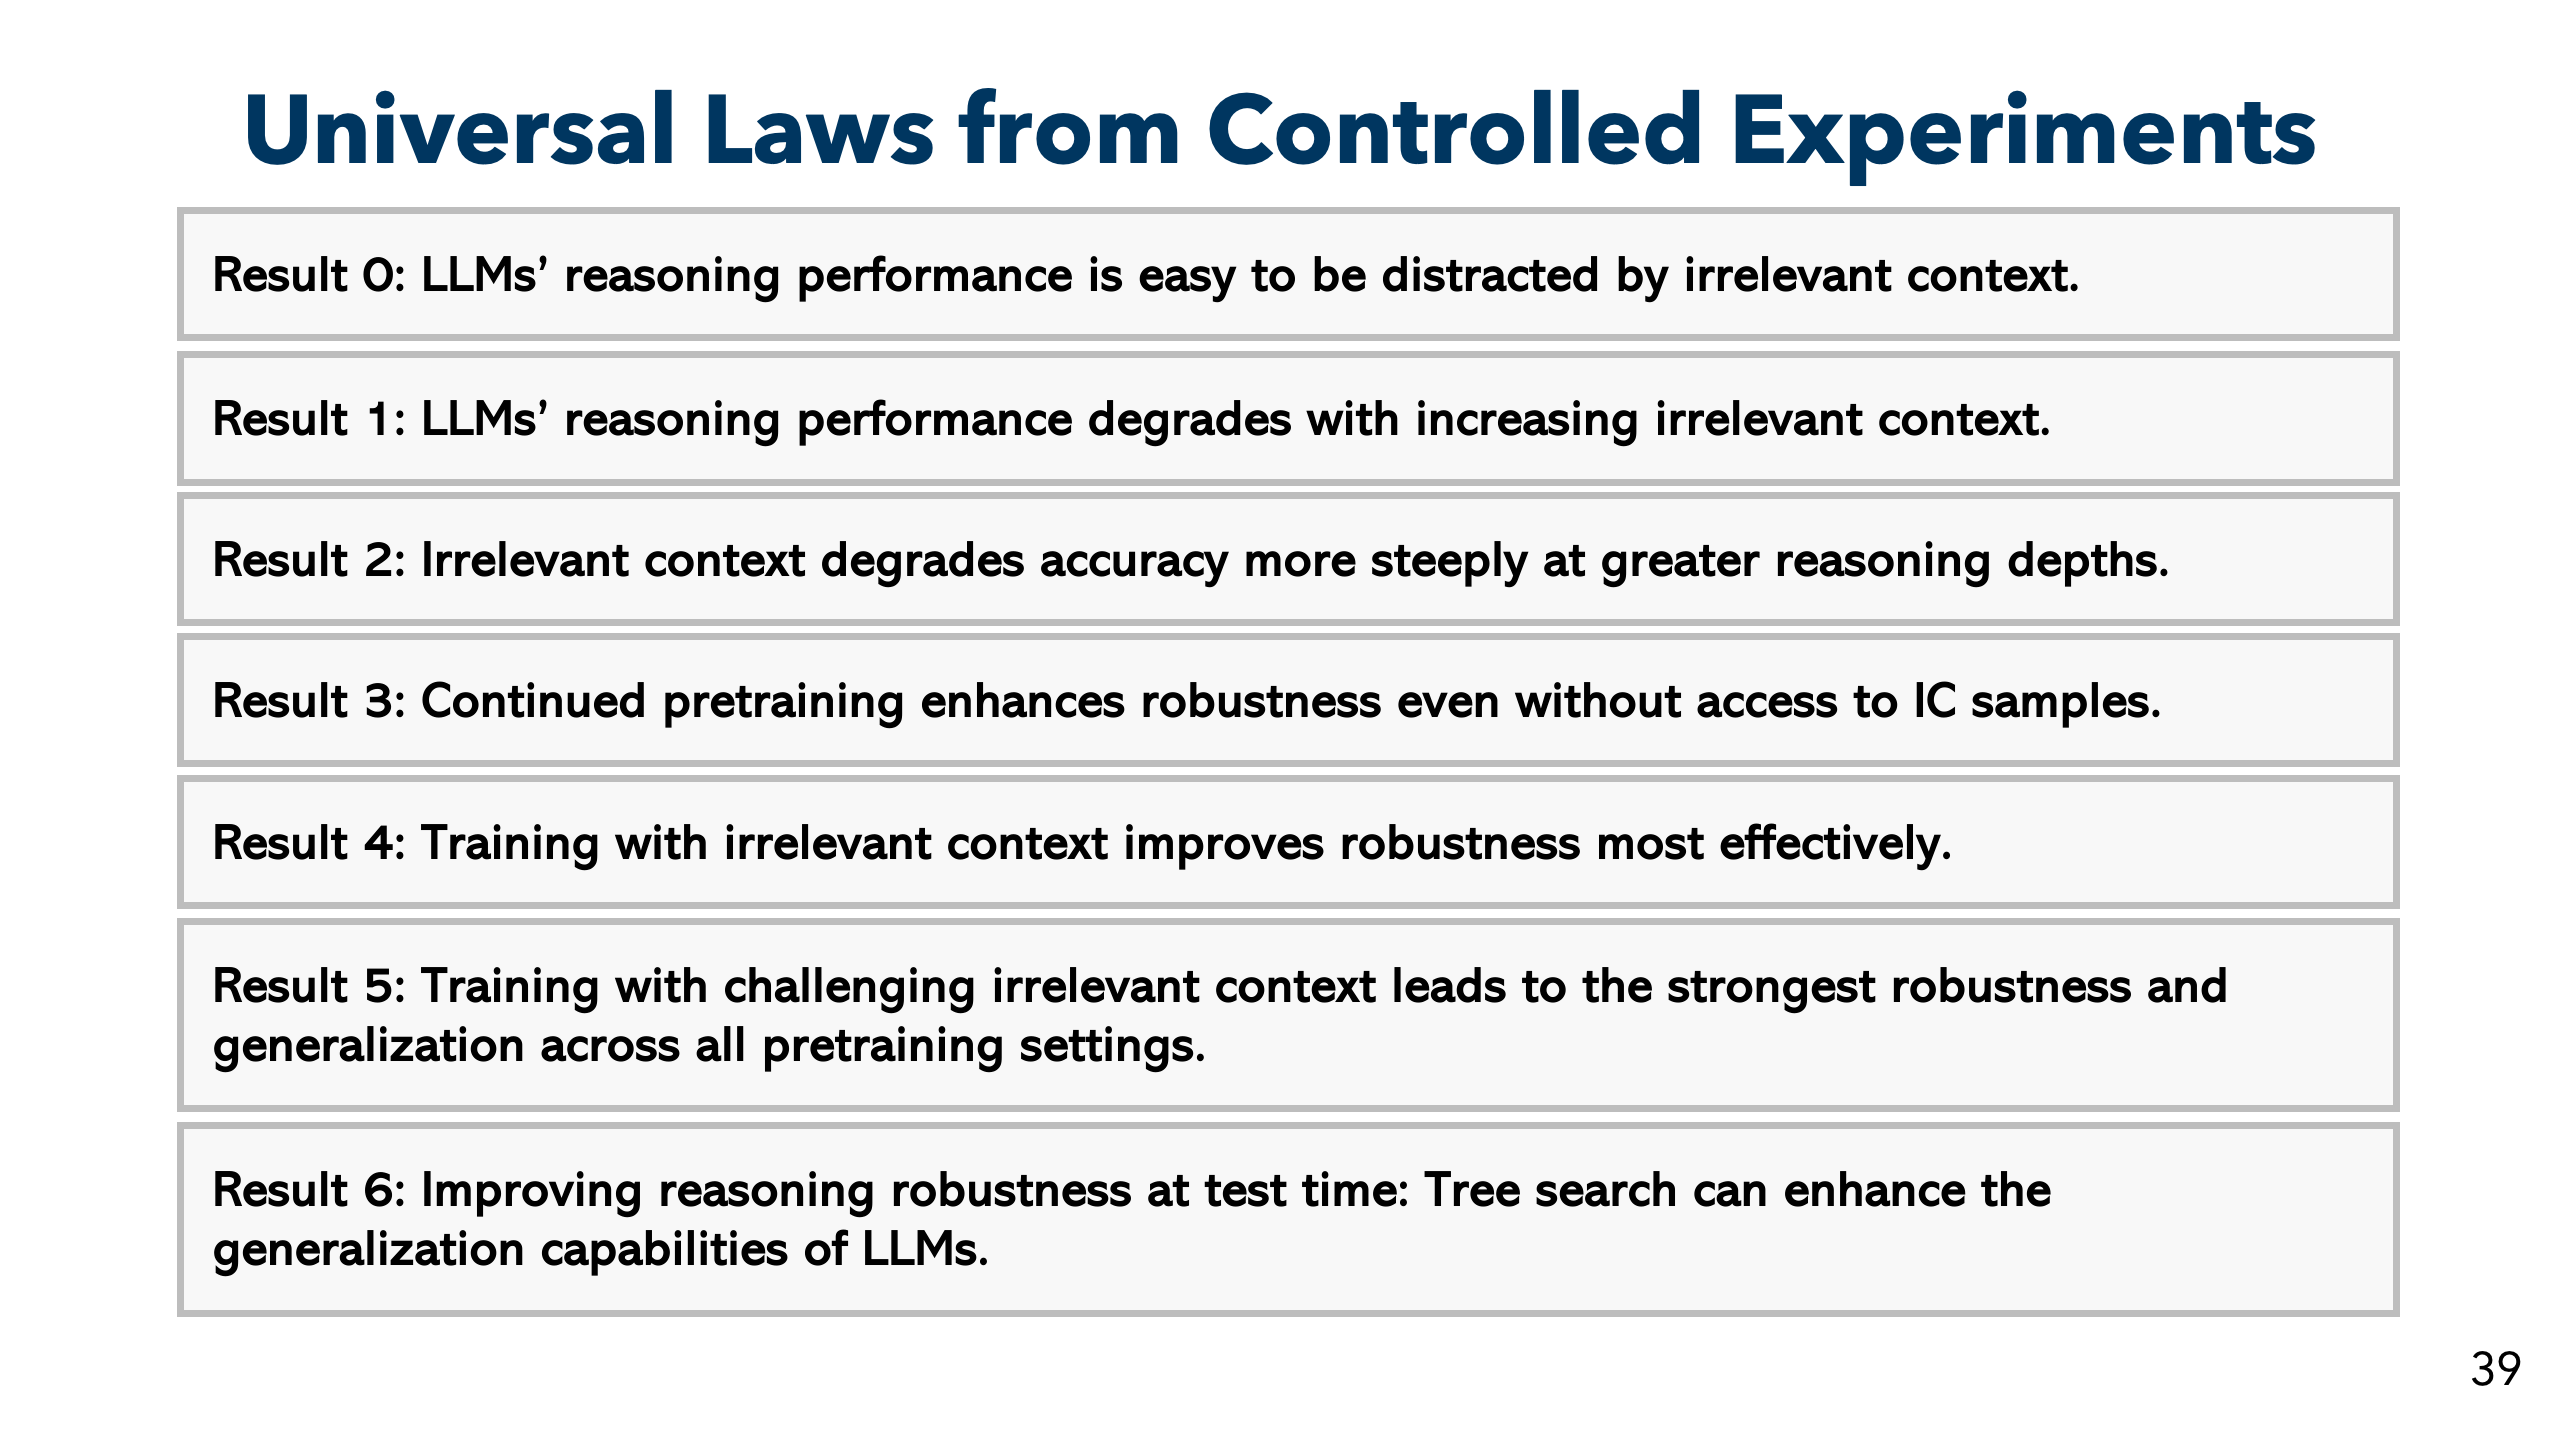 Universal Laws from Controlled Experiments
Result 0: LLMs’ reasoning performance is easy to be distracted by irrelevant context.
Result 1: LLMs’ reasoning performance degrades with increasing irrelevant context.
Result 2: Irrelevant context degrades accuracy more steeply at greater reasoning depths.
Result 3: Continued pretraining enhances robustness even without access to IC samples.
Result 4: Training with irrelevant context improves robustness most effectively.
Result 5: Training with challenging irrelevant context leads to the strongest robustness and
generalization across all pretraining settings.
Result 6: Improving reasoning robustness at test time: Tree search can enhance the
generalization capabilities of LLMs.
39